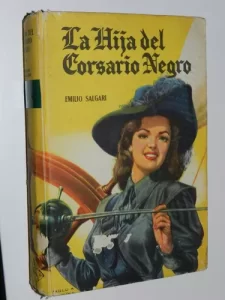 La Hija del
Corsario Negro
EMILIO SALGARI